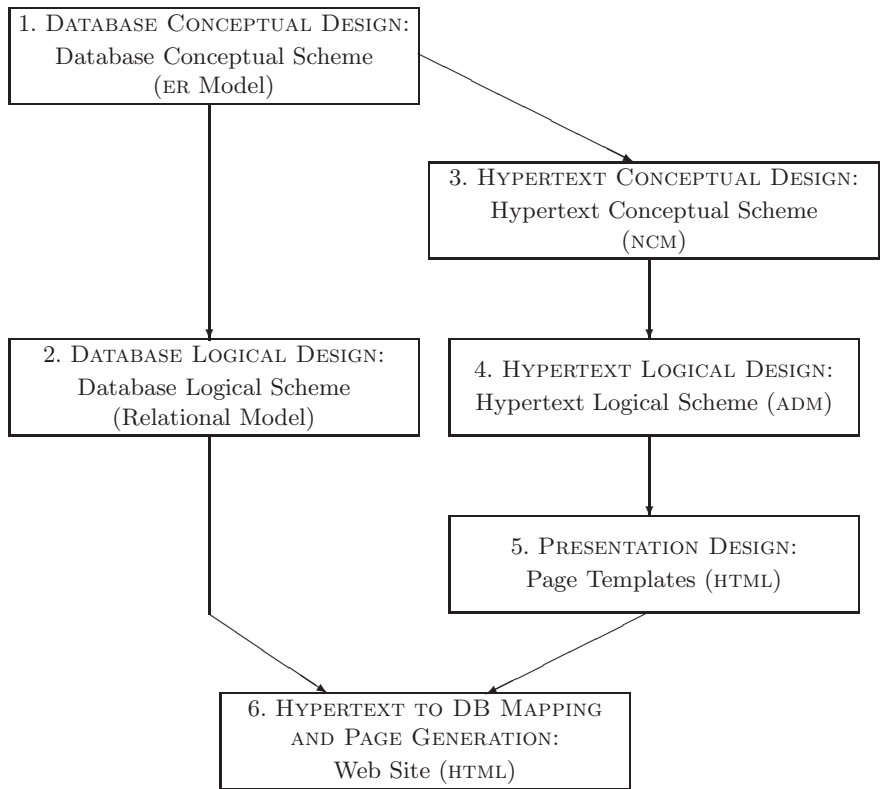 1. DATABASE CONCEPTUAL DESIGN:
Database Conceptual Scheme
(ER Model)
3. HYPERTEXT CONCEPTUAL DESIGN:
Hypertext Conceptual Scheme
(NCM)
2. DATABASE LOGICAL DESIGN:
Database Logical Scheme
(Relational Model)
4. HYPERTEXT LOGICAL DESIGN:
Hypertext Logical Scheme (ADM)
5. PRESENTATION DESIGN:
Page Templates (HTML)
6. HYPERTEXT TO DB MAPPING
AND PAGE GENERATION:
Web Site (HTML)